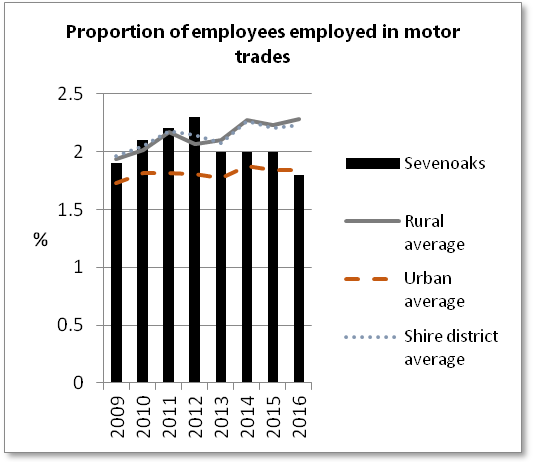 Proportion of employees employed in motor
trades
2.5
2
1.5
1
0.5
0
%
2009
2010
2011
2012
2013
2014
2015
2016
Sevenoaks
Rural
average
Urban
average
Shire district
average